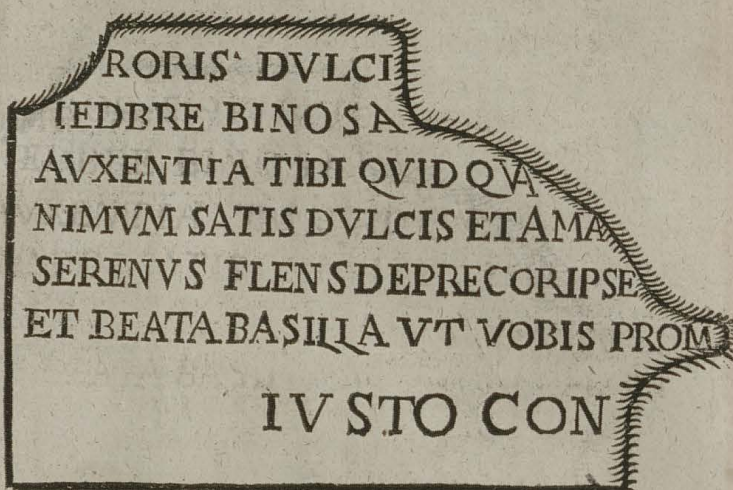 RORIS' DVLCI
IEDBRE BINOSA
AVXENTIA TIBI QVID QVA
NIMVM SATIS DVLCIS ET AMA
SERENVS FLENS DEPRECOR IPSE
ET BEATA BASILLA VT VOBIS PROM
IVSTO CON